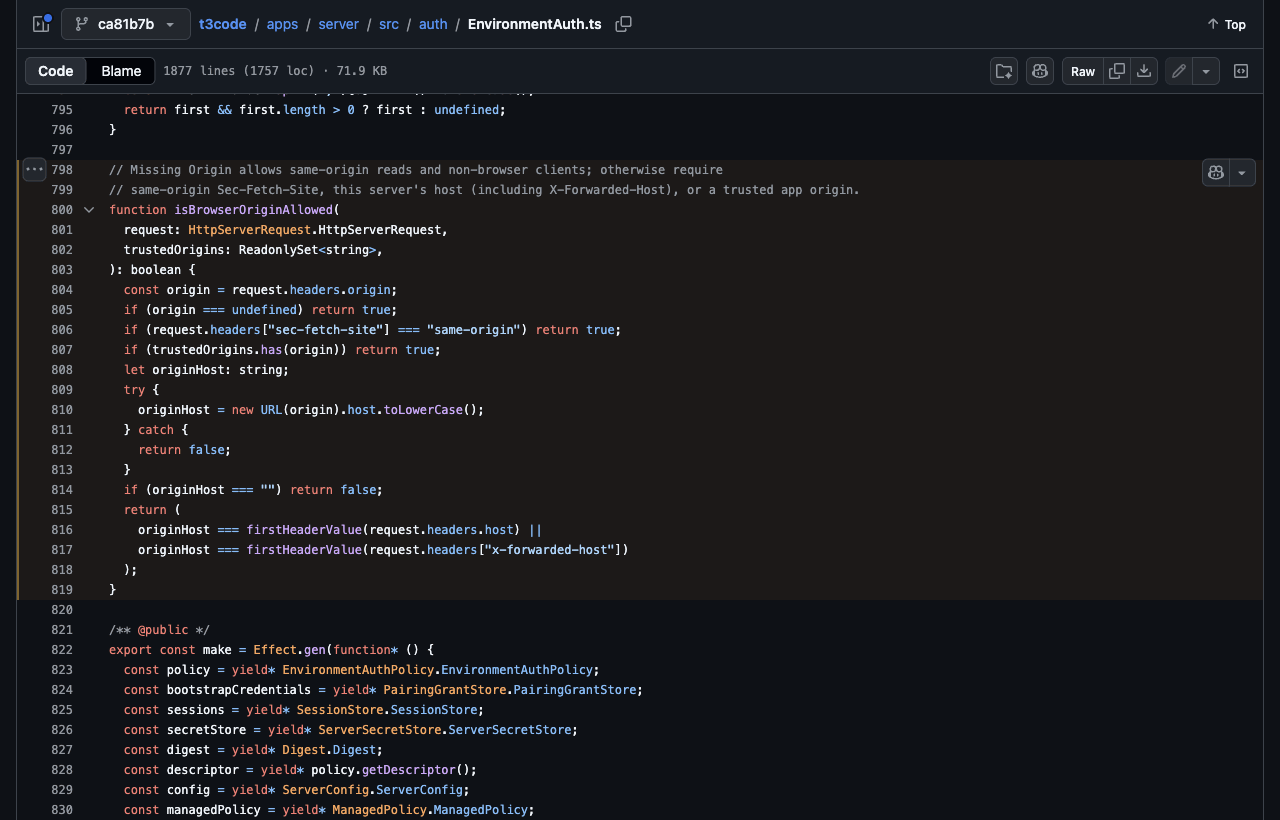 ca81b7b t3code / apps / server / src / auth / EnvironmentAuth.ts Top
Code Blame 1877 lines (1757 loc) · 71.9 KB Raw
795 return first && first.length > 0 ? first : undefined;
796 }
797
798 // Missing Origin allows same-origin reads and non-browser clients; otherwise require
799 // same-origin Sec-Fetch-Site, this server's host (including X-Forwarded-Host), or a trusted app origin.
800 function isBrowserOriginAllowed(
801 request: HttpServerRequest.HttpServerRequest,
802 trustedOrigins: ReadonlySet<string>,
803 ): boolean {
804 const origin = request.headers.origin;
805 if (origin === undefined) return true;
806 if (request.headers["sec-fetch-site"] === "same-origin") return true;
807 if (trustedOrigins.has(origin)) return true;
808 let originHost: string;
809 try {
810 originHost = new URL(origin).host.toLowerCase();
811 } catch {
812 return false;
813 }
814 if (originHost === "") return false;
815 return (
816 originHost === firstHeaderValue(request.headers.host) ||
817 originHost === firstHeaderValue(request.headers["x-forwarded-host"])
818 );
819 }
820
821 /** @public */
822 export const make = Effect.gen(function* () {
823 const policy = yield* EnvironmentAuthPolicy.EnvironmentAuthPolicy;
824 const bootstrapCredentials = yield* PairingGrantStore.PairingGrantStore;
825 const sessions = yield* SessionStore.SessionStore;
826 const secretStore = yield* ServerSecretStore.ServerSecretStore;
827 const digest = yield* Digest.Digest;
828 const descriptor = yield* policy.getDescriptor();
829 const config = yield* ServerConfig.ServerConfig;
830 const managedPolicy = yield* ManagedPolicy.ManagedPolicy;